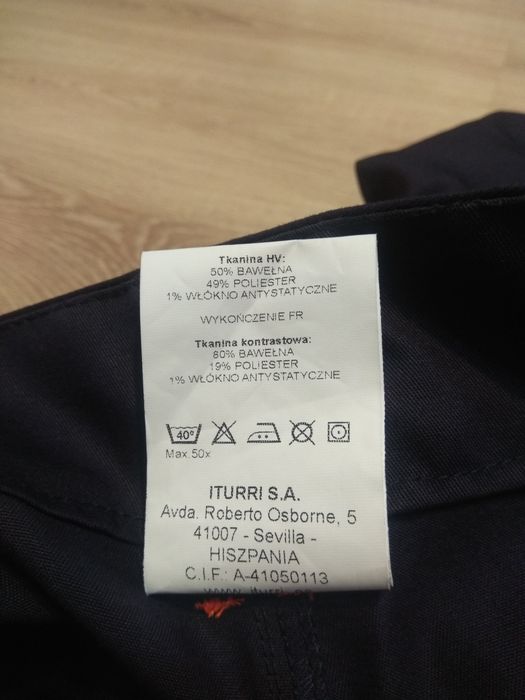 Tkanina HV:
50% BAWEŁNA
49% POLIESTER
1% WŁÓKNO ANTYSTATYCZNE
WYKOŃCZENIE FR
Tkanina kontrastowa:
80% BAWEŁNA
19% POLIESTER
1% WŁÓKNO ANTYSTATYCZNE
40°
Max.50x
ITURRI S.A.
Avda. Roberto Osborne, 5
41007 - Sevilla -
HISZPANIA
C.I.F.: A-41050113